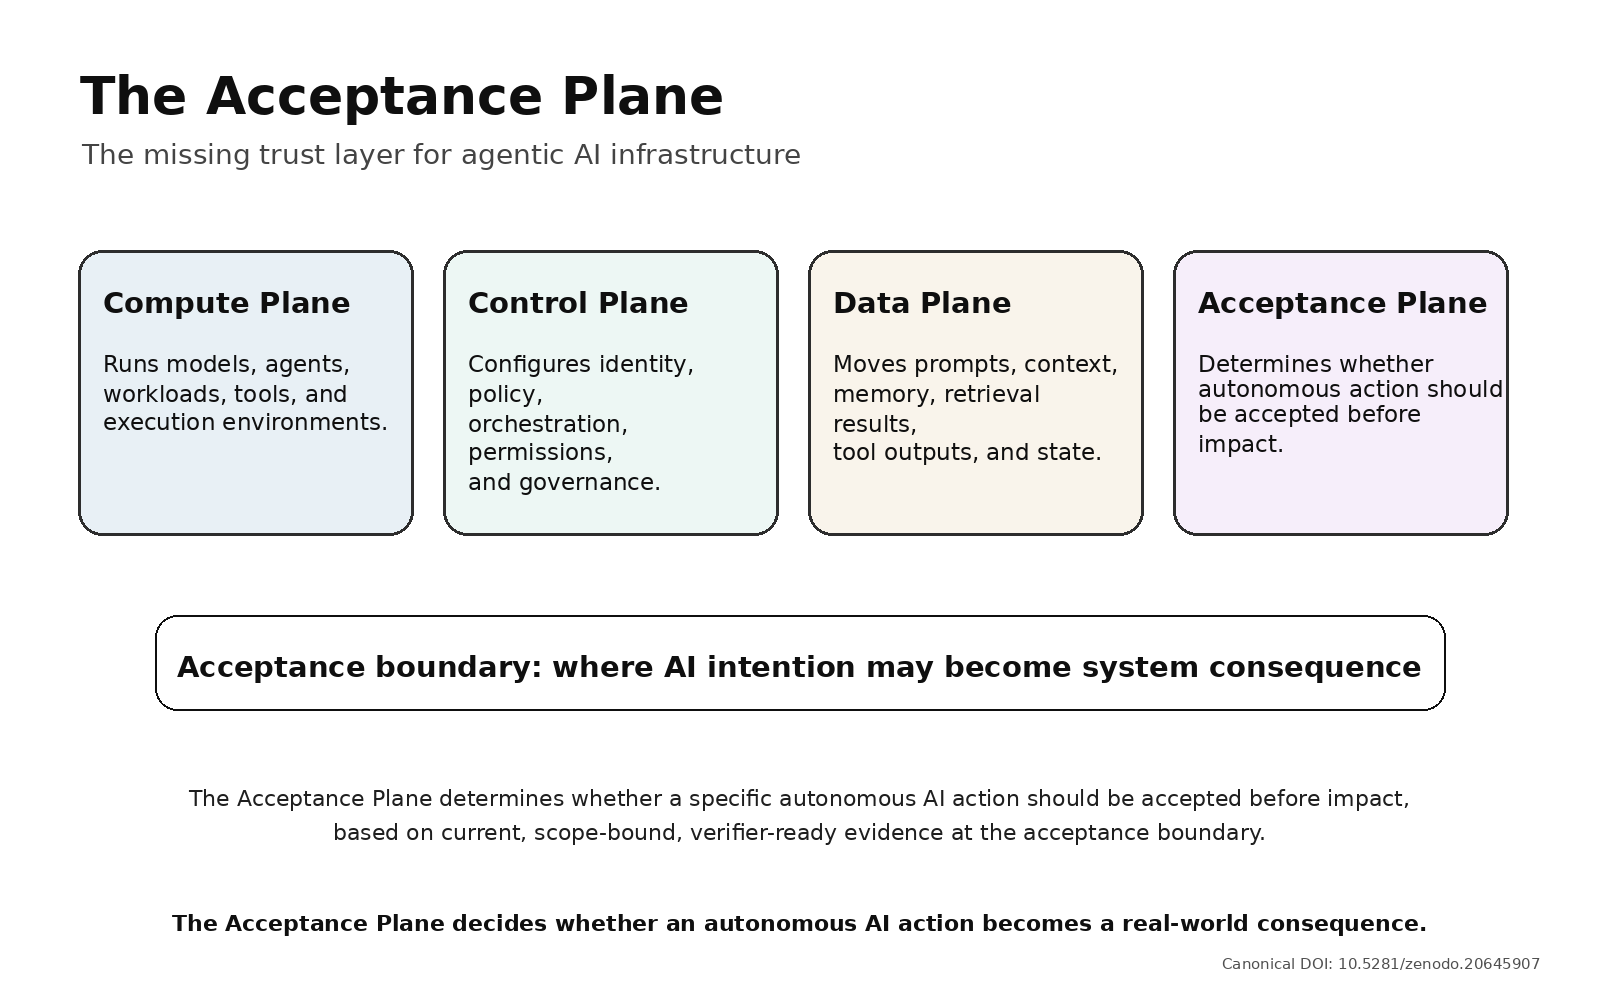 The Acceptance Plane
The missing trust layer for agentic AI infrastructure
Compute Plane
Runs models, agents,
workloads, tools, and
execution environments.
Control Plane
Configures identity,
policy,
orchestration,
permissions,
and governance.
Data Plane
Moves prompts, context,
memory, retrieval
results,
tool outputs, and state.
Acceptance Plane
Determines whether
autonomous action should
be accepted before
impact.
Acceptance boundary: where AI intention may become system consequence
The Acceptance Plane determines whether a specific autonomous AI action should be accepted before impact,
based on current, scope-bound, verifier-ready evidence at the acceptance boundary.
The Acceptance Plane decides whether an autonomous AI action becomes a real-world consequence.
Canonical DOI: 10.5281/zenodo.20645907